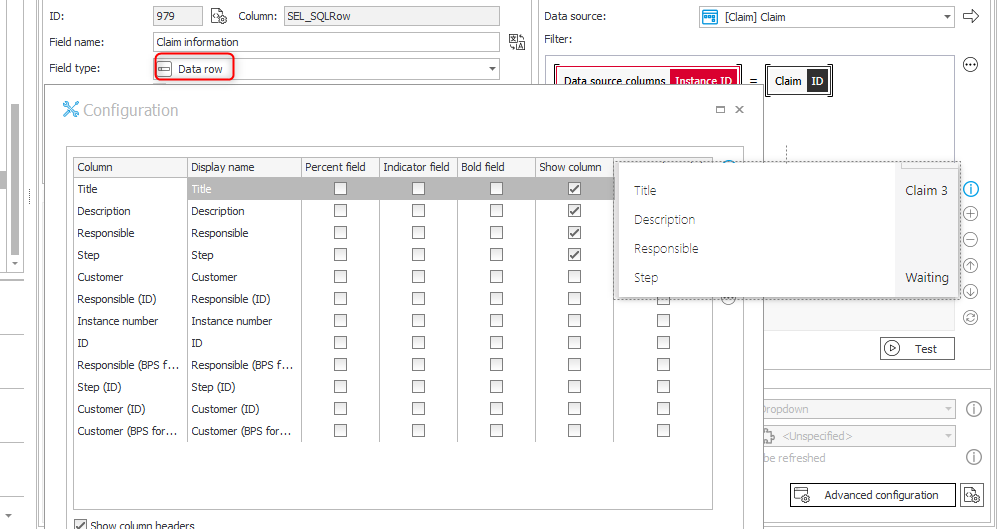 ID: 979 Column: SEL_SQLRow
Field name: Claim information
Field type: Data row
Data source: [Claim] Claim
Filter:
Data source columns Instance ID = Claim ID
Configuration
Column Display name Percent field Indicator field Bold field Show column
Title Title
Description Description
Responsible Responsible
Step Step
Customer Customer
Responsible (ID) Responsible (ID)
Instance number Instance number
ID ID
Responsible (BPS f... Responsible (BPS f...
Step (ID) Step (ID)
Customer (ID) Customer (ID)
Customer (BPS for... Customer (BPS for...
Show column headers
Title Claim 3
Description
Responsible
Step Waiting
Test
Dropdown
<Unspecified>
be refreshed
Advanced configuration